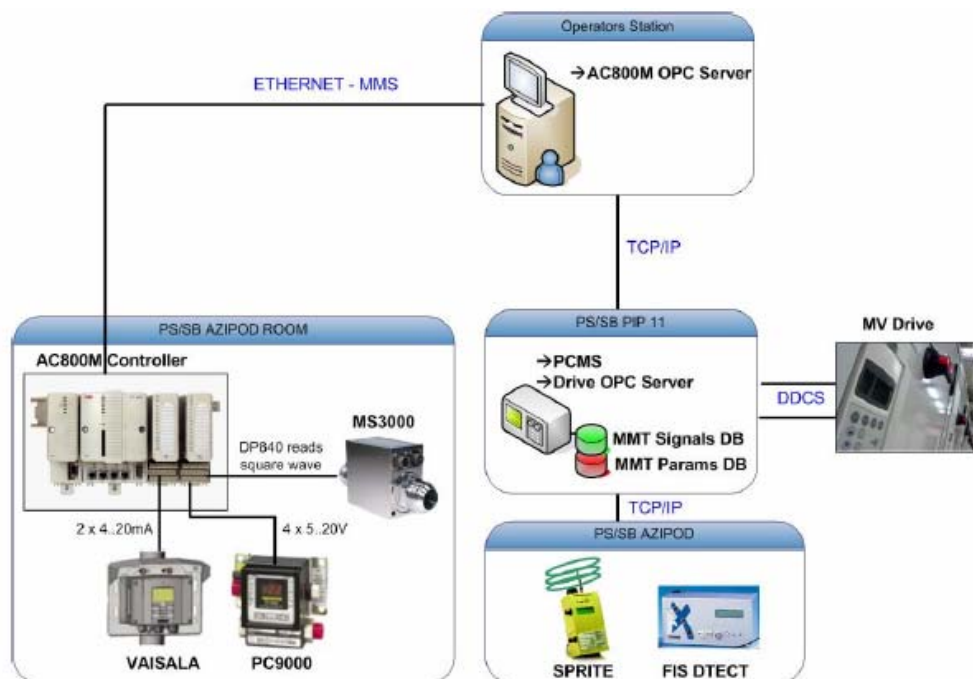 Operators Station
→AC800M OPC Server
ETHERNET - MMS
TCP/IP
PS/SB AZIPOD ROOM
AC800M Controller
MS3000
DP840 reads
square wave
2 x 4..20mA
4 x 5..20V
VAISALA
PC9000
PS/SB PIP 11
→PCMS
→Drive OPC Server
MMT Signals DB
MMT Params DB
MV Drive
DDCS
TCP/IP
PS/SB AZIPOD
SPRITE
FIS DTECT